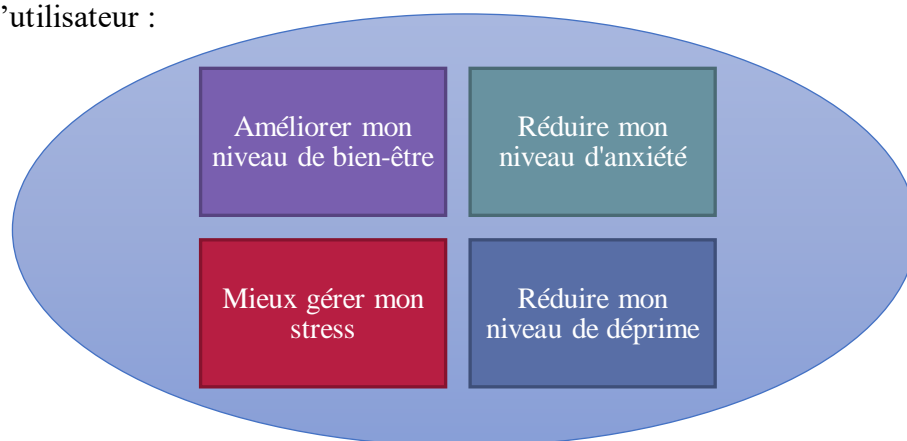 ’utilisateur :
Améliorer mon
niveau de bien-être
Réduire mon
niveau d'anxiété
Mieux gérer mon
stress
Réduire mon
niveau de déprime